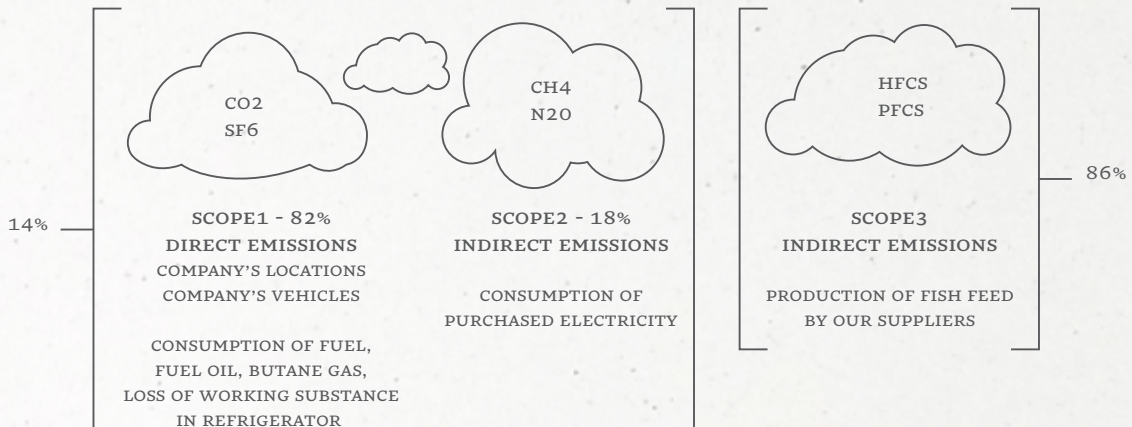 14%
CO2
SF6
SCOPE1 - 82%
DIRECT EMISSIONS
COMPANY'S LOCATIONS
COMPANY'S VEHICLES
CONSUMPTION OF FUEL,
FUEL OIL, BUTANE GAS,
LOSS OF WORKING SUBSTANCE
IN REFRIGERATOR
CH4
N20
SCOPE2 - 18%
INDIRECT EMISSIONS
CONSUMPTION OF
PURCHASED ELECTRICITY
HFCS
PFCS
SCOPE3
INDIRECT EMISSIONS
PRODUCTION OF FISH FEED
BY OUR SUPPLIERS
86%